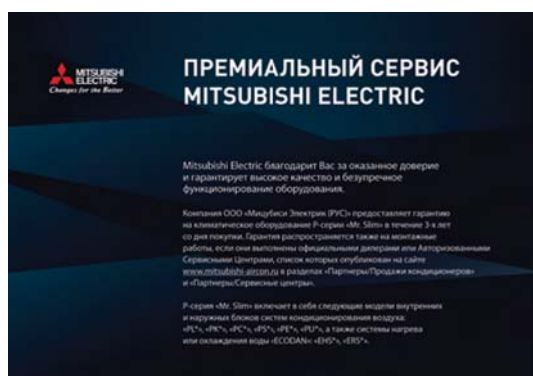 MITSUBISHI
ELECTRIC
Changes for the Better
ПРЕМИАЛЬНЫЙ СЕРВИС
MITSUBISHI ELECTRIC
Mitsubishi Electric благодарит Вас за оказанное доверие
и гарантирует высокое качество и безупречное
функционирование оборудования.
Компания ООО «Мицубиси Электрик (РУС)» предоставляет гарантию
на климатическое оборудование P-серии «Mr. Slim» в течение 3-х лет
со дня покупки. Гарантия распространяется также на монтажные
работы, если они выполнены официальными дилерами или Авторизованными
Сервисными Центрами, список которых опубликован на сайте
www.mitsubishi-aircon.ru в разделах «Партнеры/Продажи кондиционеров»
и «Партнеры/Сервисные центры».
P-серия «Mr. Slim» включает в себя следующие модели внутренних
и наружных блоков систем кондиционирования воздуха:
«PL*», «PK*», «PC*», «PS*», «PE*», «PU*», а также системы нагрева
или охлаждения воды «ECODAN»: «EHS*», «ERS*».